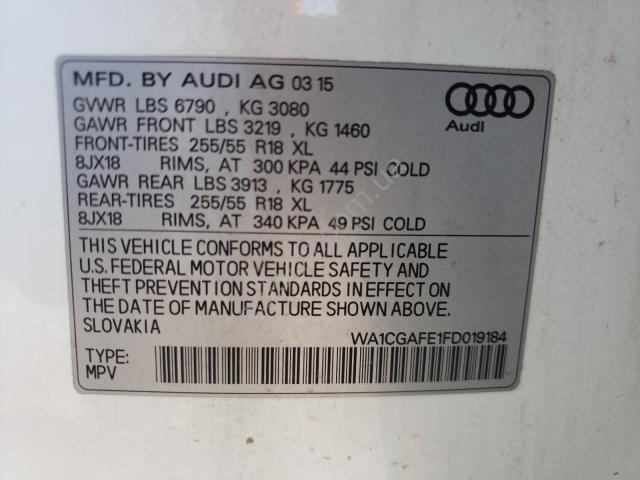 MFD. BY AUDI AG 03 15
GVWR LBS 6790 , KG 3080
GAWR FRONT LBS 3219 , KG 1460
FRONT-TIRES 255/55 R18 XL
8JX18 RIMS, AT 300 KPA 44 PSI COLD
GAWR REAR LBS 3913 , KG 1775
REAR-TIRES 255/55 R18 XL
8JX18 RIMS, AT 340 KPA 49 PSI COLD
Audi
THIS VEHICLE CONFORMS TO ALL APPLICABLE
U.S. FEDERAL MOTOR VEHICLE SAFETY AND
THEFT PREVENTION STANDARDS IN EFFECT ON
THE DATE OF MANUFACTURE SHOWN ABOVE.
SLOVAKIA
WA1CGAFE1FD019184
TYPE:
MPV